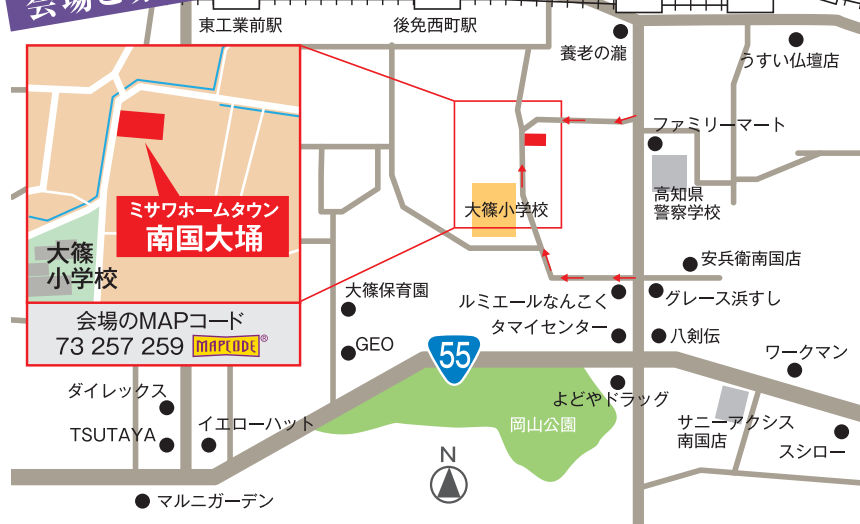 東工業前駅
後免西町駅
養老の瀧
うすい仏壇店
ファミリーマート
高知県
警察学校
大篠小学校
ミサワホームタウン
南国大埇
大篠
小学校
安兵衛南国店
会場のMAPコード
73 257 259 MAPCODE®
大篠保育園
ルミエールなんこく
グレース浜すし
タマイセンター
八剣伝
GEO
55
ワークマン
ダイレックス
よどやドラッグ
イエローハット
岡山公園
サニーアクシス
南国店
TSUTAYA
スシロー
N
マルニガーデン